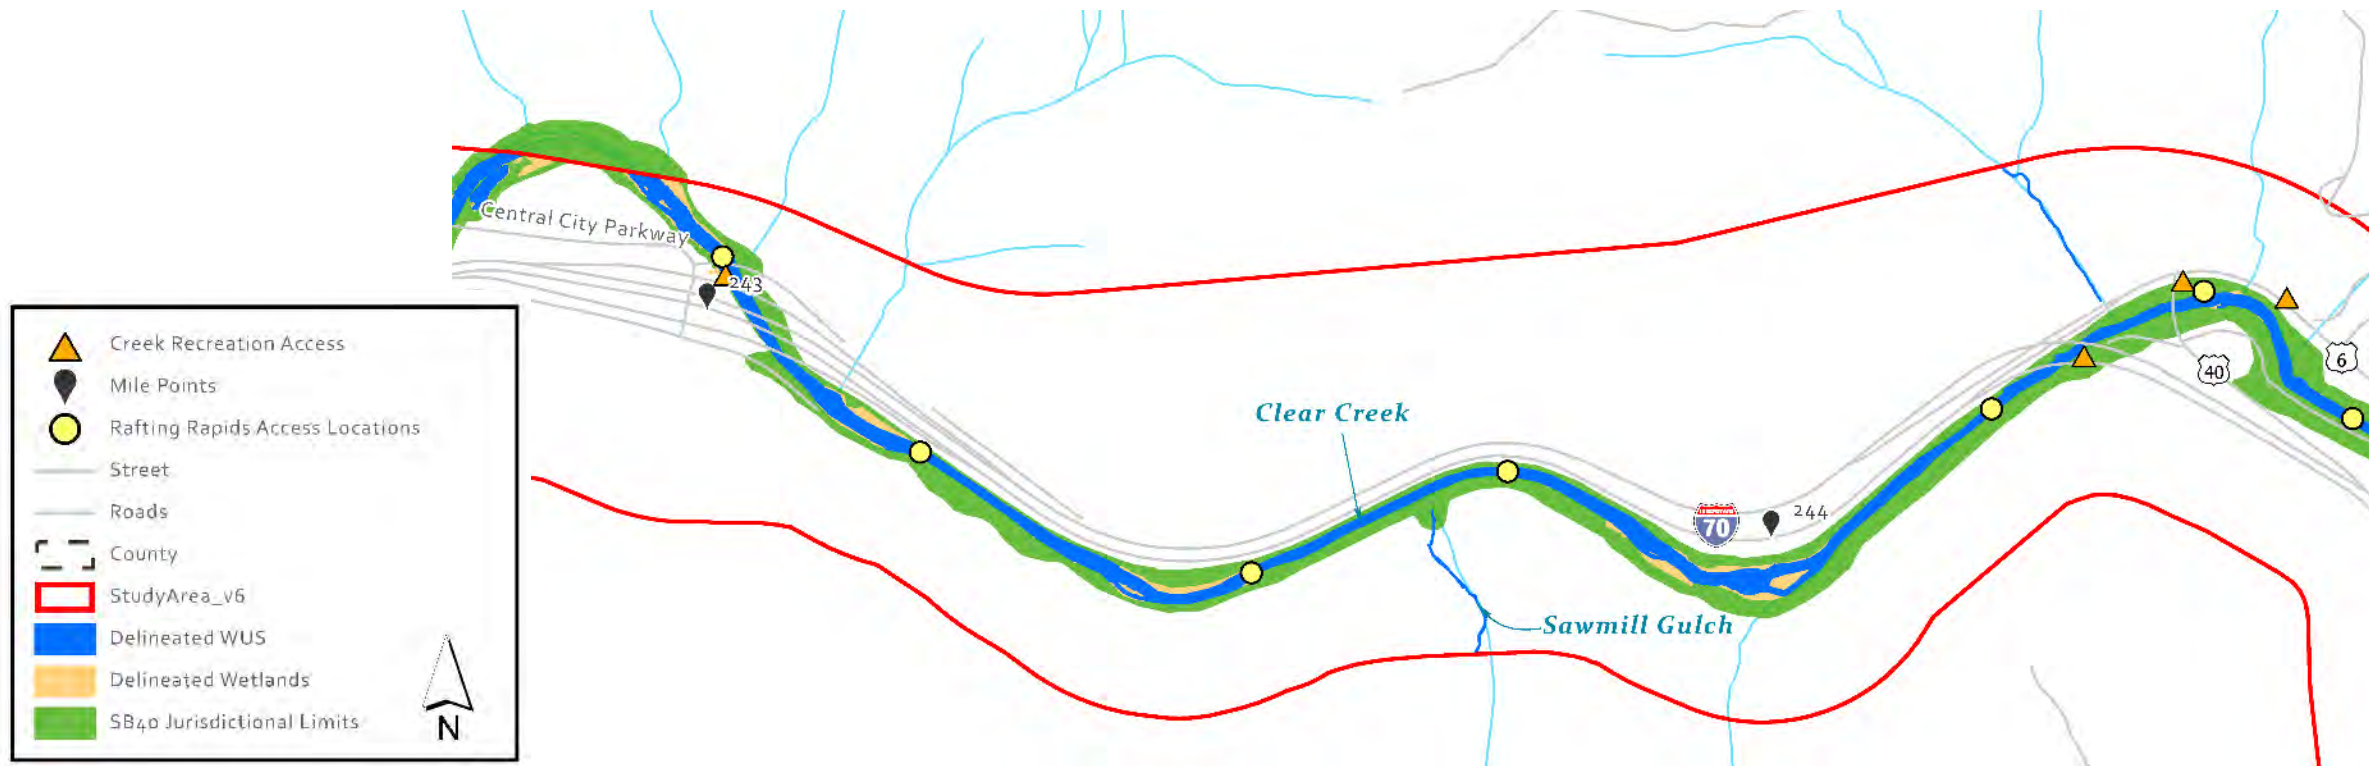 Central City Parkway
243
Creek Recreation Access
Mile Points
Rafting Rapids Access Locations
Street
Roads
County
StudyArea_v6
Delineated WUS
Delineated Wetlands
SB40 Jurisdictional Limits
N
Clear Creek
Sawmill Gulch
70
244
40
6